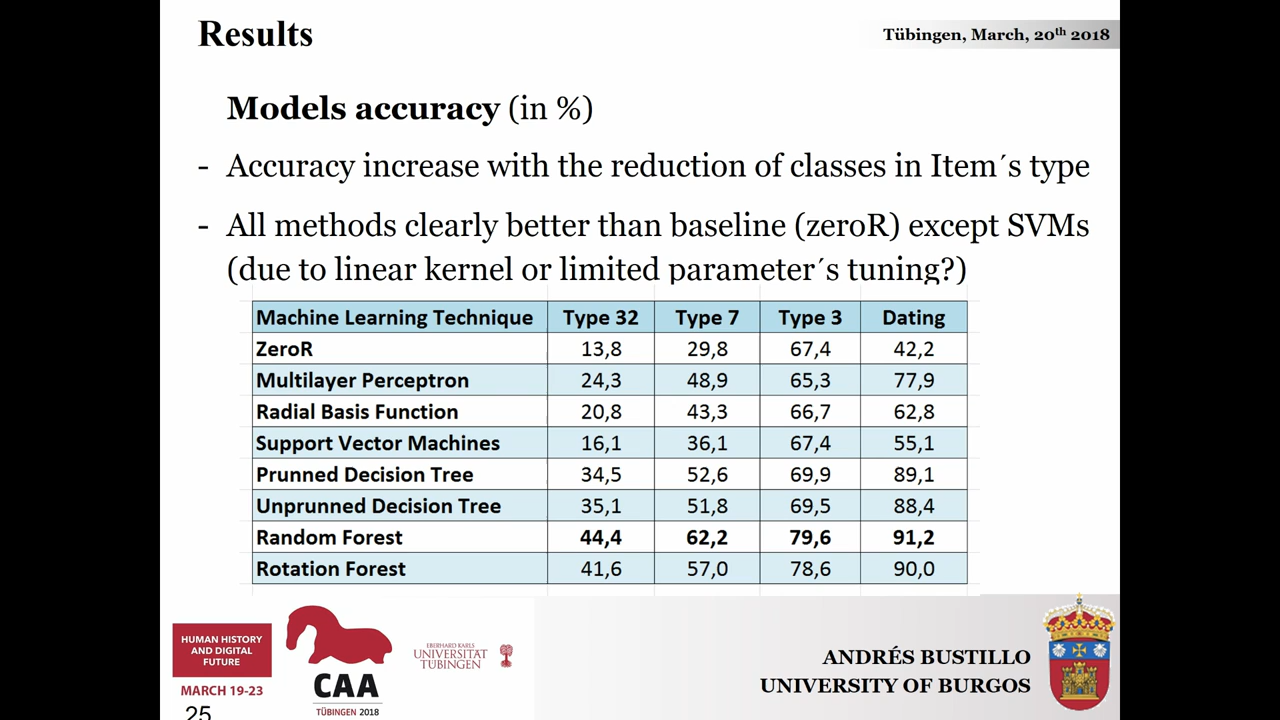 Results
Tübingen, March, 20th 2018
Models accuracy (in %)
- Accuracy increase with the reduction of classes in Item´s type
- All methods clearly better than baseline (zeroR) except SVMs
(due to linear kernel or limited parameter´s tuning?)
Machine Learning Technique Type 32 Type 7 Type 3 Dating
ZeroR 13,8 29,8 67,4 42,2
Multilayer Perceptron 24,3 48,9 65,3 77,9
Radial Basis Function 20,8 43,3 66,7 62,8
Support Vector Machines 16,1 36,1 67,4 55,1
Prunned Decision Tree 34,5 52,6 69,9 89,1
Unprunned Decision Tree 35,1 51,8 69,5 88,4
Random Forest 44,4 62,2 79,6 91,2
Rotation Forest 41,6 57,0 78,6 90,0
HUMAN HISTORY
AND DIGITAL
FUTURE
MARCH 19-23
CAA
TÜBINGEN 2018
EBERHARD KARLS
UNIVERSITÄT
TÜBINGEN
ANDRÉS BUSTILLO
UNIVERSITY OF BURGOS
25